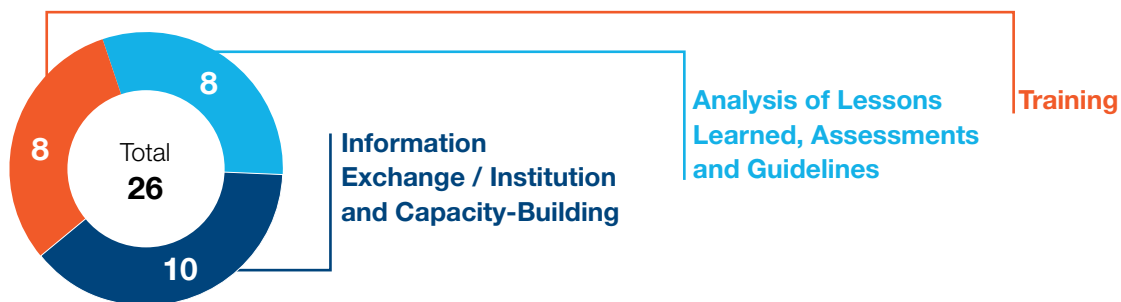 8
8
Total
26
10
Information
Exchange / Institution
and Capacity-Building
Analysis of Lessons
Learned, Assessments
and Guidelines
Training